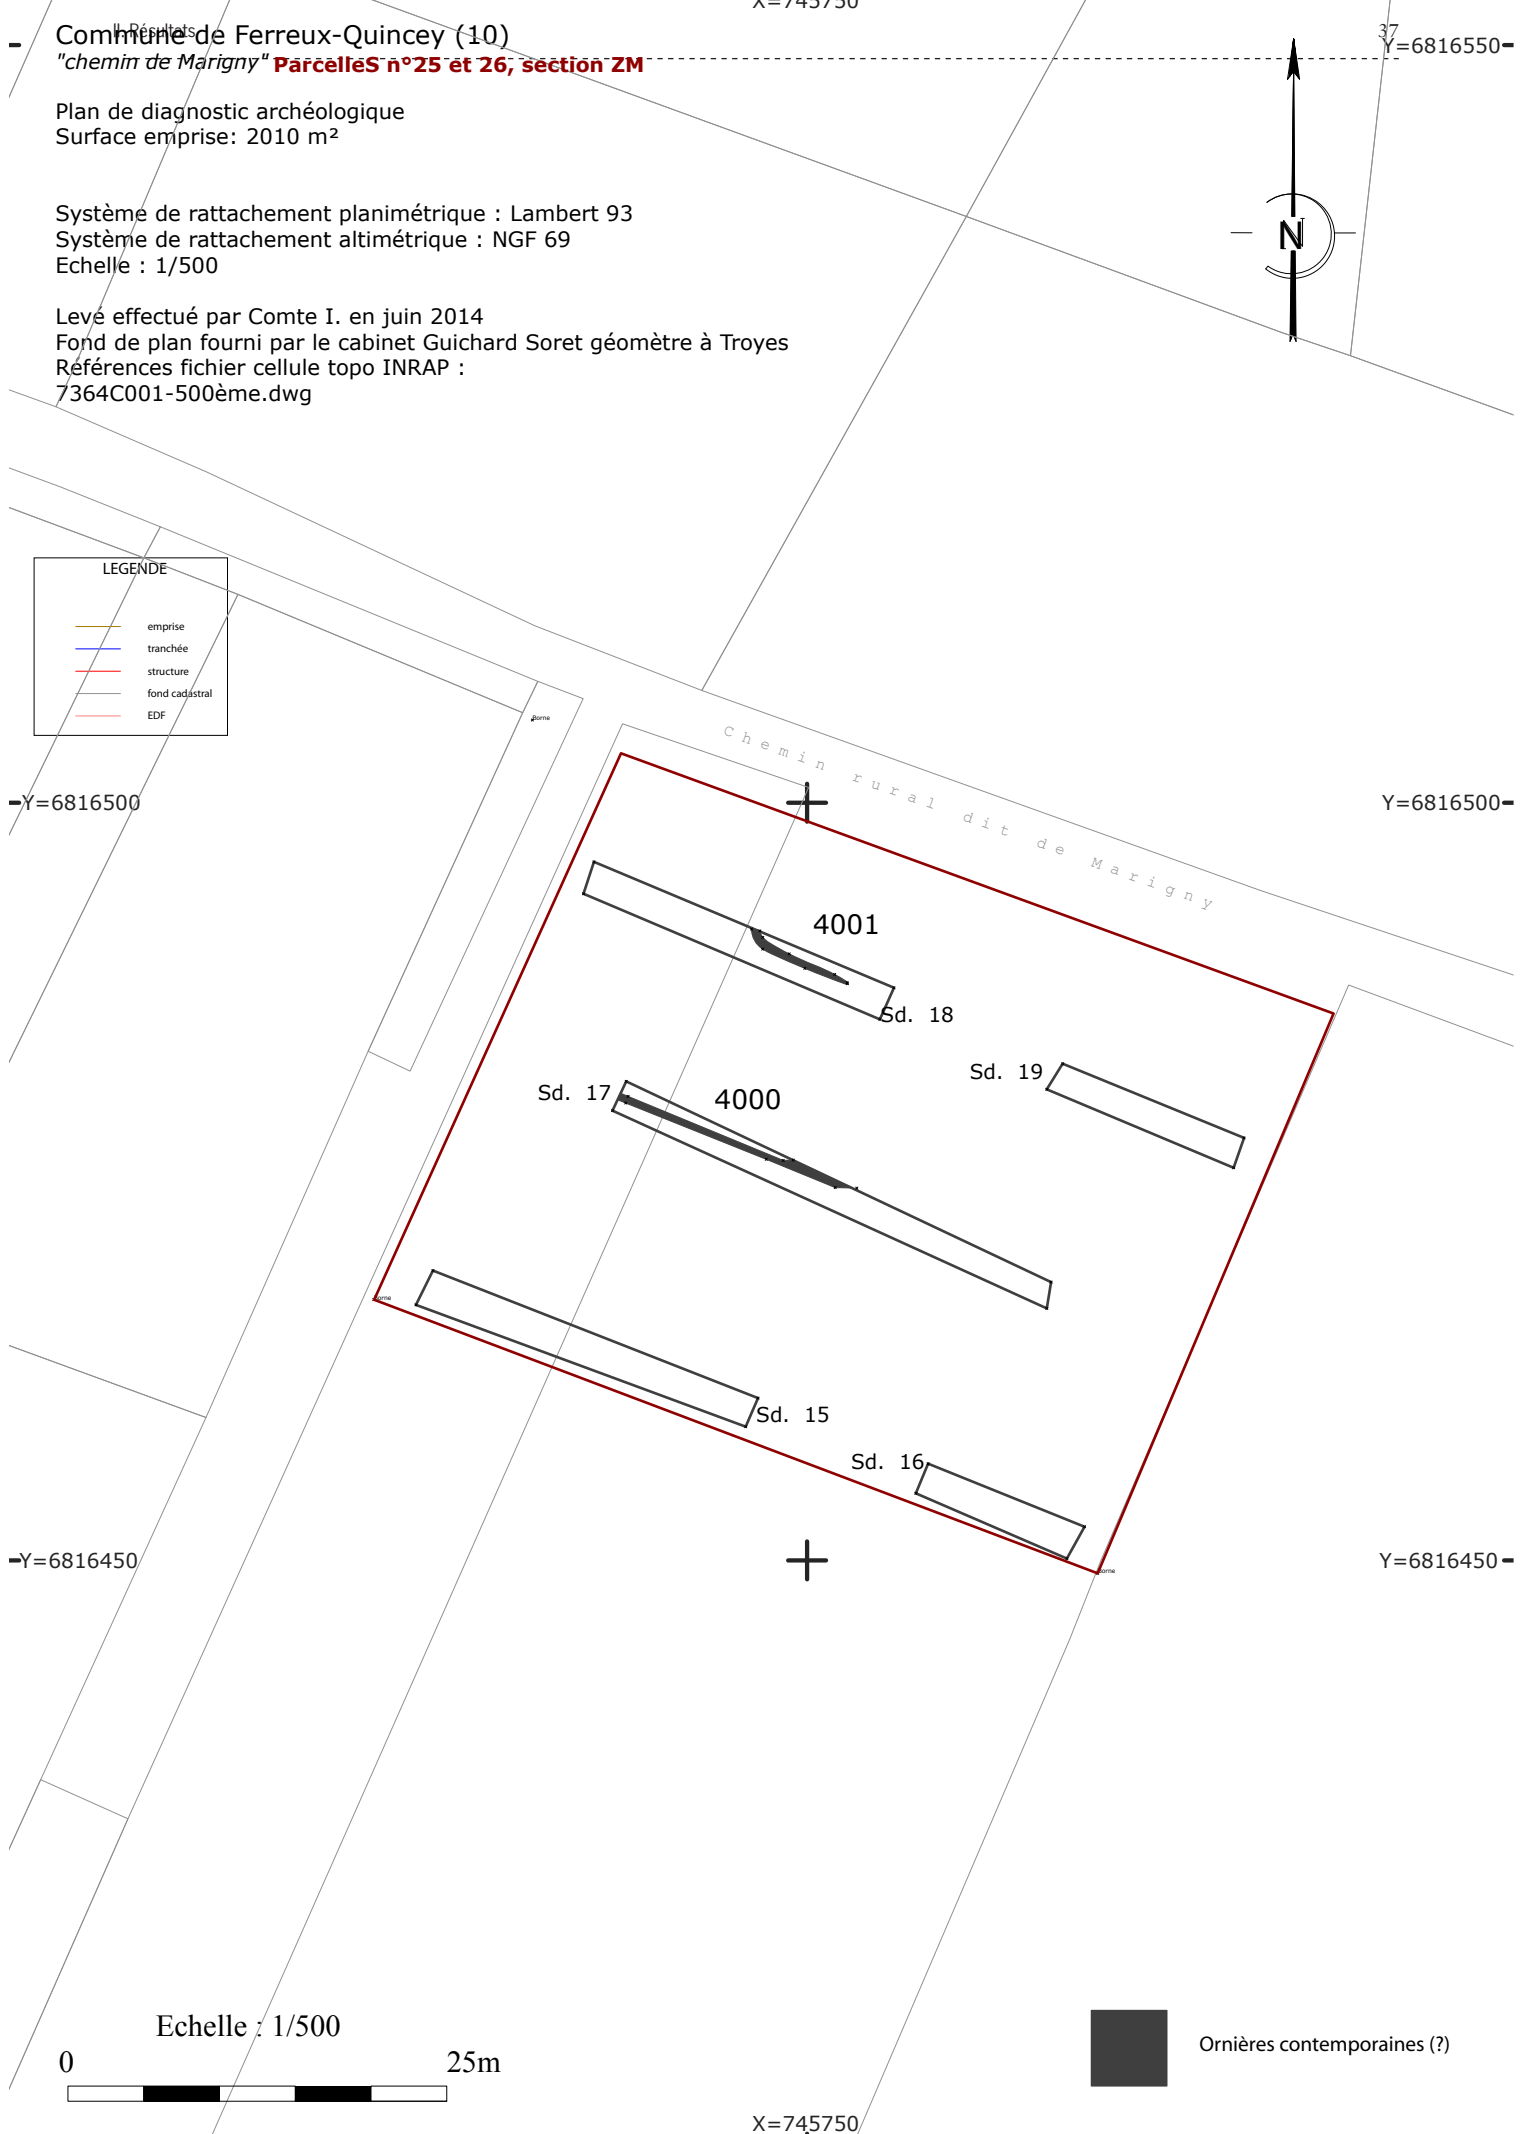 X=745750
II. Résultats
37
Commune de Ferreux-Quincey (10)
Y=6816550
"chemin de Marigny" ParcelleS n°25 et 26, section ZM
Plan de diagnostic archéologique
Surface emprise: 2010 m²
Système de rattachement planimétrique : Lambert 93
Système de rattachement altimétrique : NGF 69
Echelle : 1/500
N
Levé effectué par Comte I. en juin 2014
Fond de plan fourni par le cabinet Guichard Soret géomètre à Troyes
Références fichier cellule topo INRAP :
7364C001-500ème.dwg
LEGENDE
emprise
tranchée
structure
fond cadastral
EDF
Borne
Chemin rural dit de Marigny
Y=6816500
Y=6816500
4001
Sd. 18
Sd. 19
Sd. 17
4000
Borne
Sd. 15
Sd. 16
Y=6816450
Y=6816450
Borne
Echelle : 1/500
0 25m
Ornières contemporaines (?)
X=745750